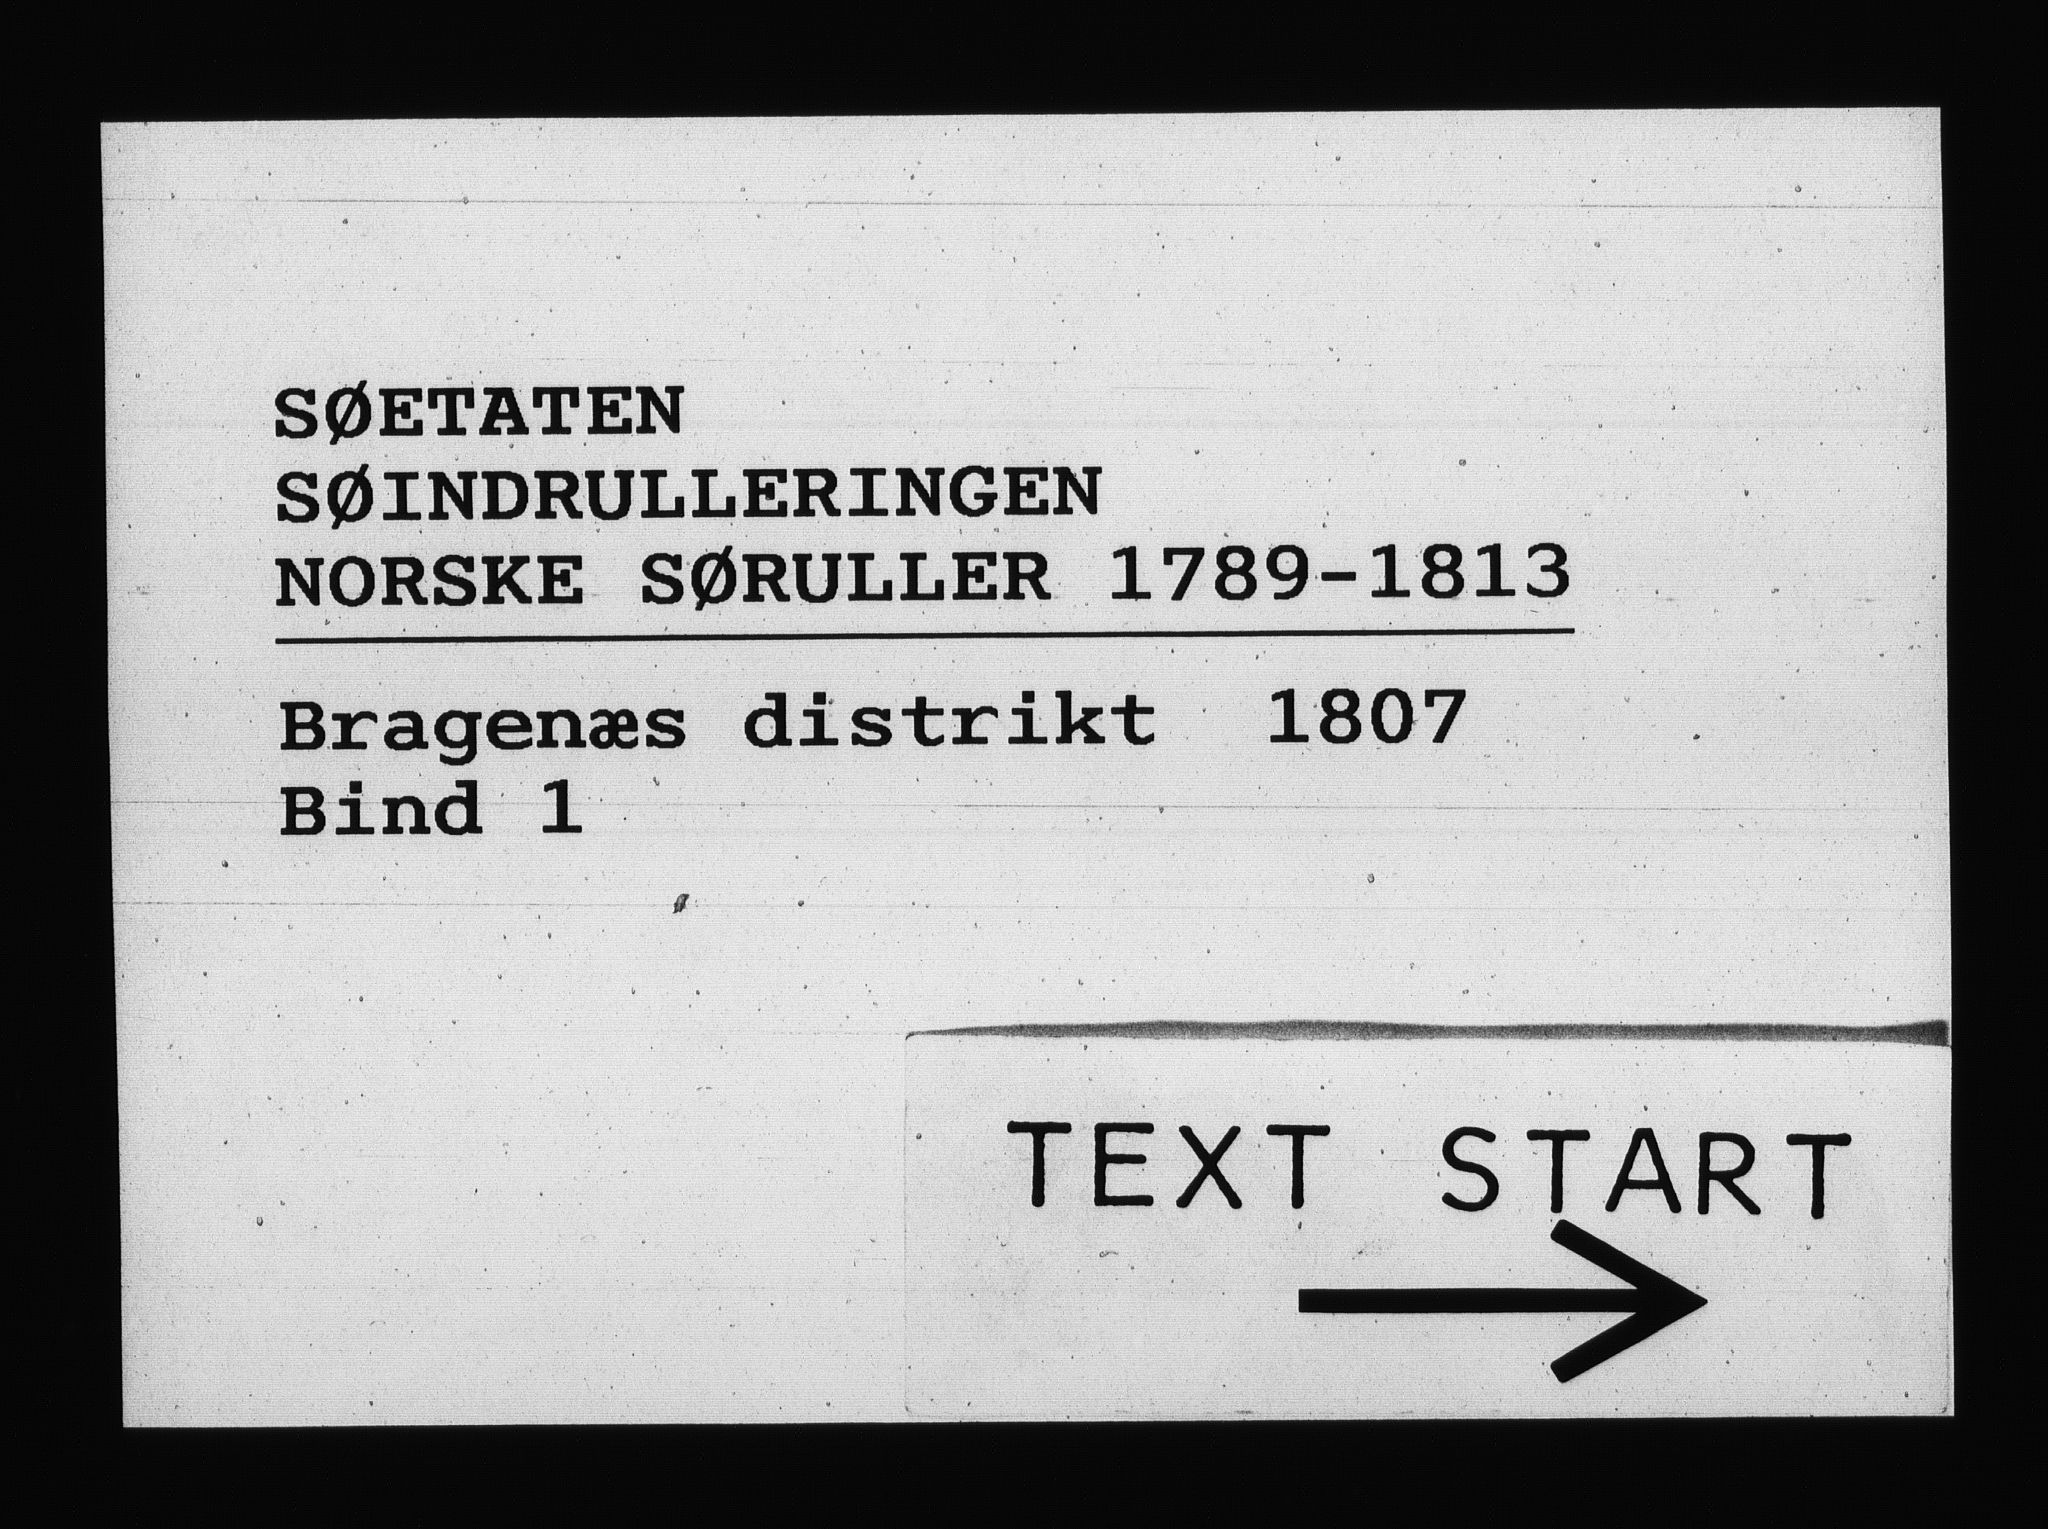 SØETATEN
SØINDRULLERINGEN
NORSKE SØRULLER 1789-1813
Bragenæs distrikt 1807
Bind 1
TEXT START